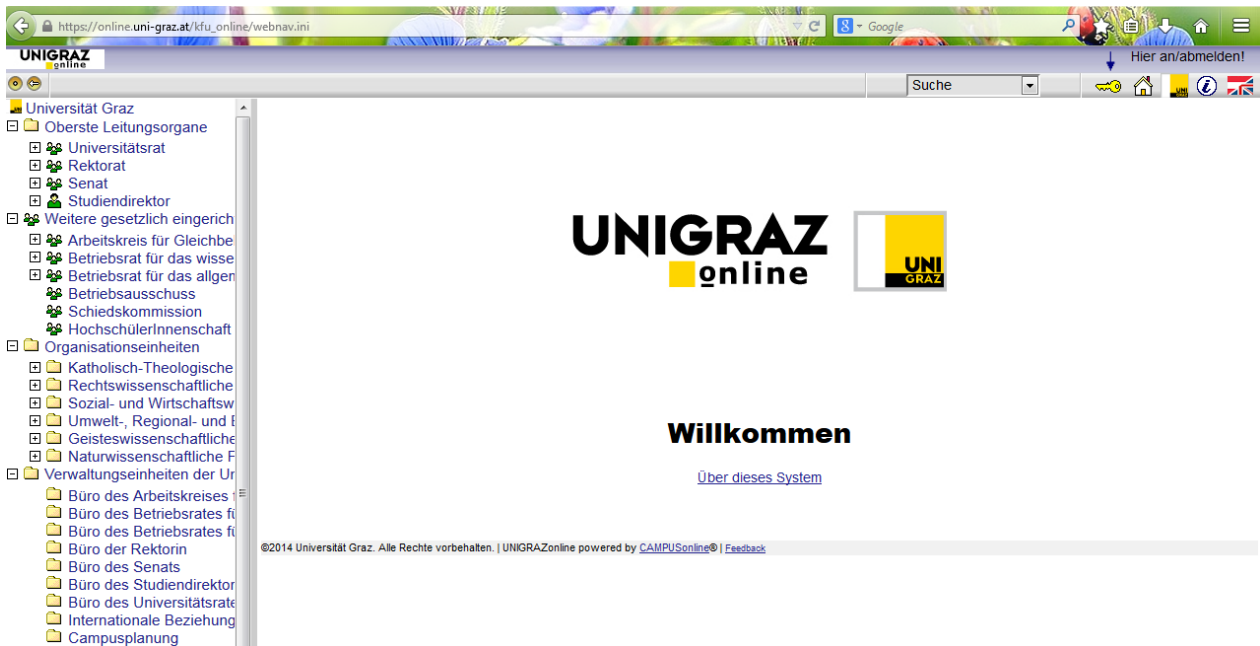 https://online.uni-graz.at/kfu_online/webnav.ini
Google
UNIGRAZ
online
Hier an/abmelden!
Suche
Universität Graz
Oberste Leitungsorgane
Universitätsrat
Rektorat
Senat
Studiendirektor
Weitere gesetzlich eingerich
Arbeitskreis für Gleichbe
Betriebsrat für das wisse
Betriebsrat für das allgen
Betriebsausschuss
Schiedskommission
HochschülerInnenschaft
Organisationseinheiten
Katholisch-Theologische
Rechtswissenschaftliche
Sozial- und Wirtschaftsw
Umwelt-, Regional- und B
Geisteswissenschaftliche
Naturwissenschaftliche F
Verwaltungseinheiten der Un
Büro des Arbeitskreises f
Büro des Betriebsrates fü
Büro des Betriebsrates fü
Büro der Rektorin
Büro des Senats
Büro des Studiendirektor
Büro des Universitätsrate
Internationale Beziehung
Campusplanung
UNIGRAZ
online
UNI
GRAZ
Willkommen
Über dieses System
©2014 Universität Graz. Alle Rechte vorbehalten. | UNIGRAZonline powered by CAMPUSonline® | Feedback